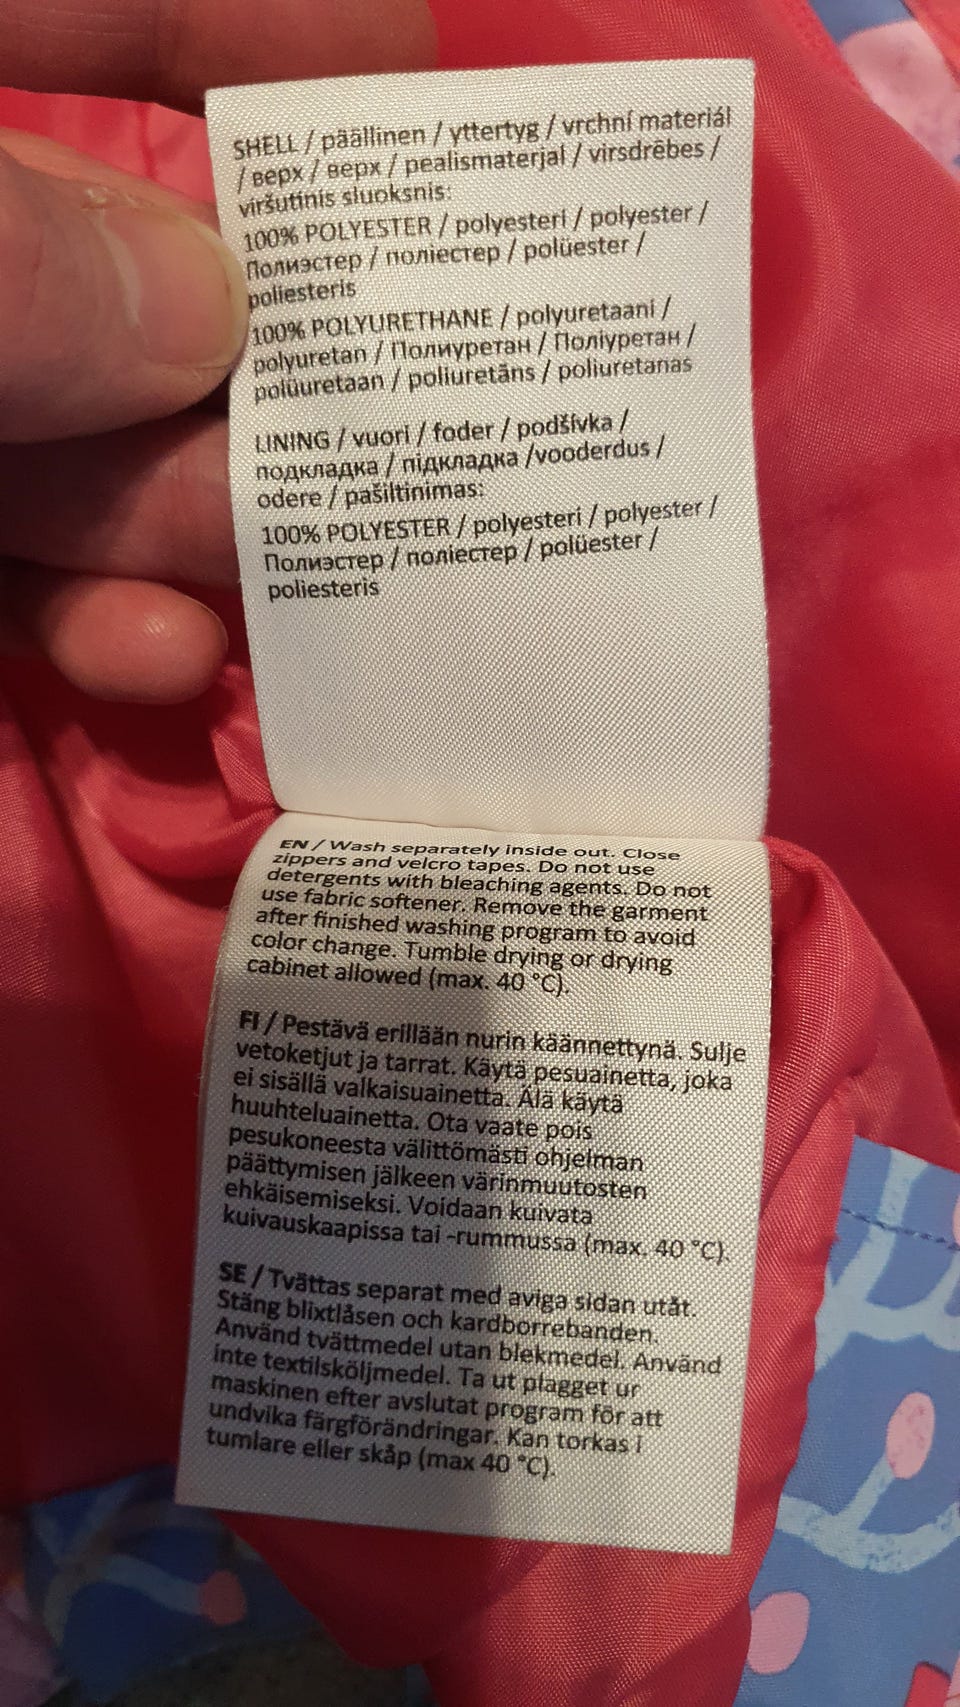 SHELL / päällinen / yttertyg / vrchní materiál
/ верх / верх / pealismaterjal / virsdrēbes /
viršutinis sluoksnis:
100% POLYESTER / polyesteri / polyester /
Полиэстер / поліестер / polüester /
poliesteris
100% POLYURETHANE / polyuretaani /
polyuretan / Полиуретан / Поліуретан /
polüuretaan / poliuretāns / poliuretanas
LINING / vuori / foder / podšívka /
подкладка / підкладка /vooderdus /
odere / pašiltinimas:
100% POLYESTER / polyesteri / polyester /
Полиэстер / поліестер / polüester /
poliesteris
EN / Wash separately inside out. Close
zippers and velcro tapes. Do not use
detergents with bleaching agents. Do not
use fabric softener. Remove the garment
after finished washing program to avoid
color change. Tumble drying or drying
cabinet allowed (max. 40 °C).
FI / Pestävä erillään nurin käännettynä. Sulje
vetoketjut ja tarrat. Käytä pesuainetta, joka
ei sisällä valkaisuainetta. Älä käytä
huuhteluainetta. Ota vaate pois
pesukoneesta välittömästi ohjelman
päättymisen jälkeen värinmuutosten
ehkäisemiseksi. Voidaan kuivata
kuivauskaapissa tai -rummussa (max. 40 °C).
SE / Tvättas separat med aviga sidan utåt.
Stäng blixtlåsen och kardborrebanden.
Använd tvättmedel utan blekmedel. Använd
inte textilsköljmedel. Ta ut plagget ur
maskinen efter avslutat program för att
undvika färgförändringar. Kan torkas i
tumlare eller skåp (max 40 °C).